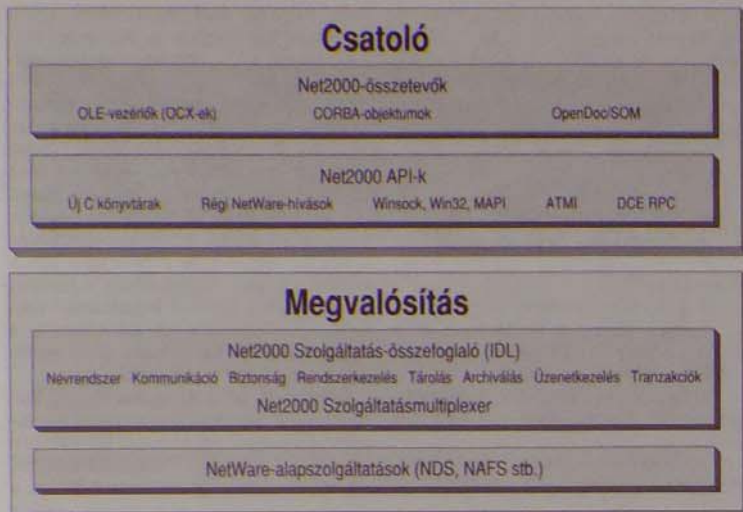 Csatoló
Net2000-összetevők
OLE-vezérlők (OCX-ek) CORBA-objektumok OpenDoc/SOM
Net2000 API-k
Új C könyvtárak Régi NetWare-hívások Winsock, Win32, MAPI ATMI DCE RPC
Megvalósítás
Net2000 Szolgáltatás-összefoglaló (IDL)
Névrendszer Kommunikáció Biztonság Rendszerkezelés Tárolás Archiválás Üzenetkezelés Tranzakciók
Net2000 Szolgáltatásmultiplexer
NetWare-alapszolgáltatások (NDS, NAFS stb.)